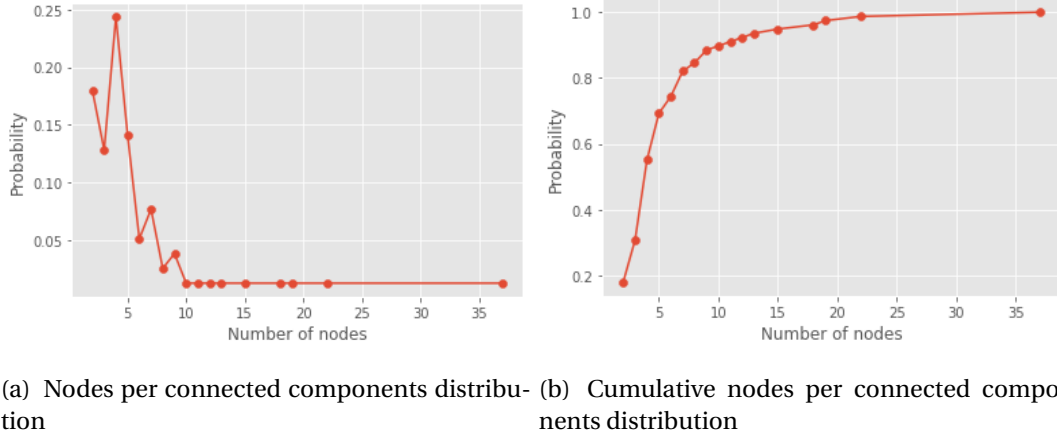 0.25
0.20
0.15
0.10
0.05
Probability
5 10 15 20 25 30 35
Number of nodes
1.0
0.8
0.6
0.4
0.2
Probability
5 10 15 20 25 30 35
Number of nodes
(a) Nodes per connected components distribu-
tion
(b) Cumulative nodes per connected compo
nents distribution